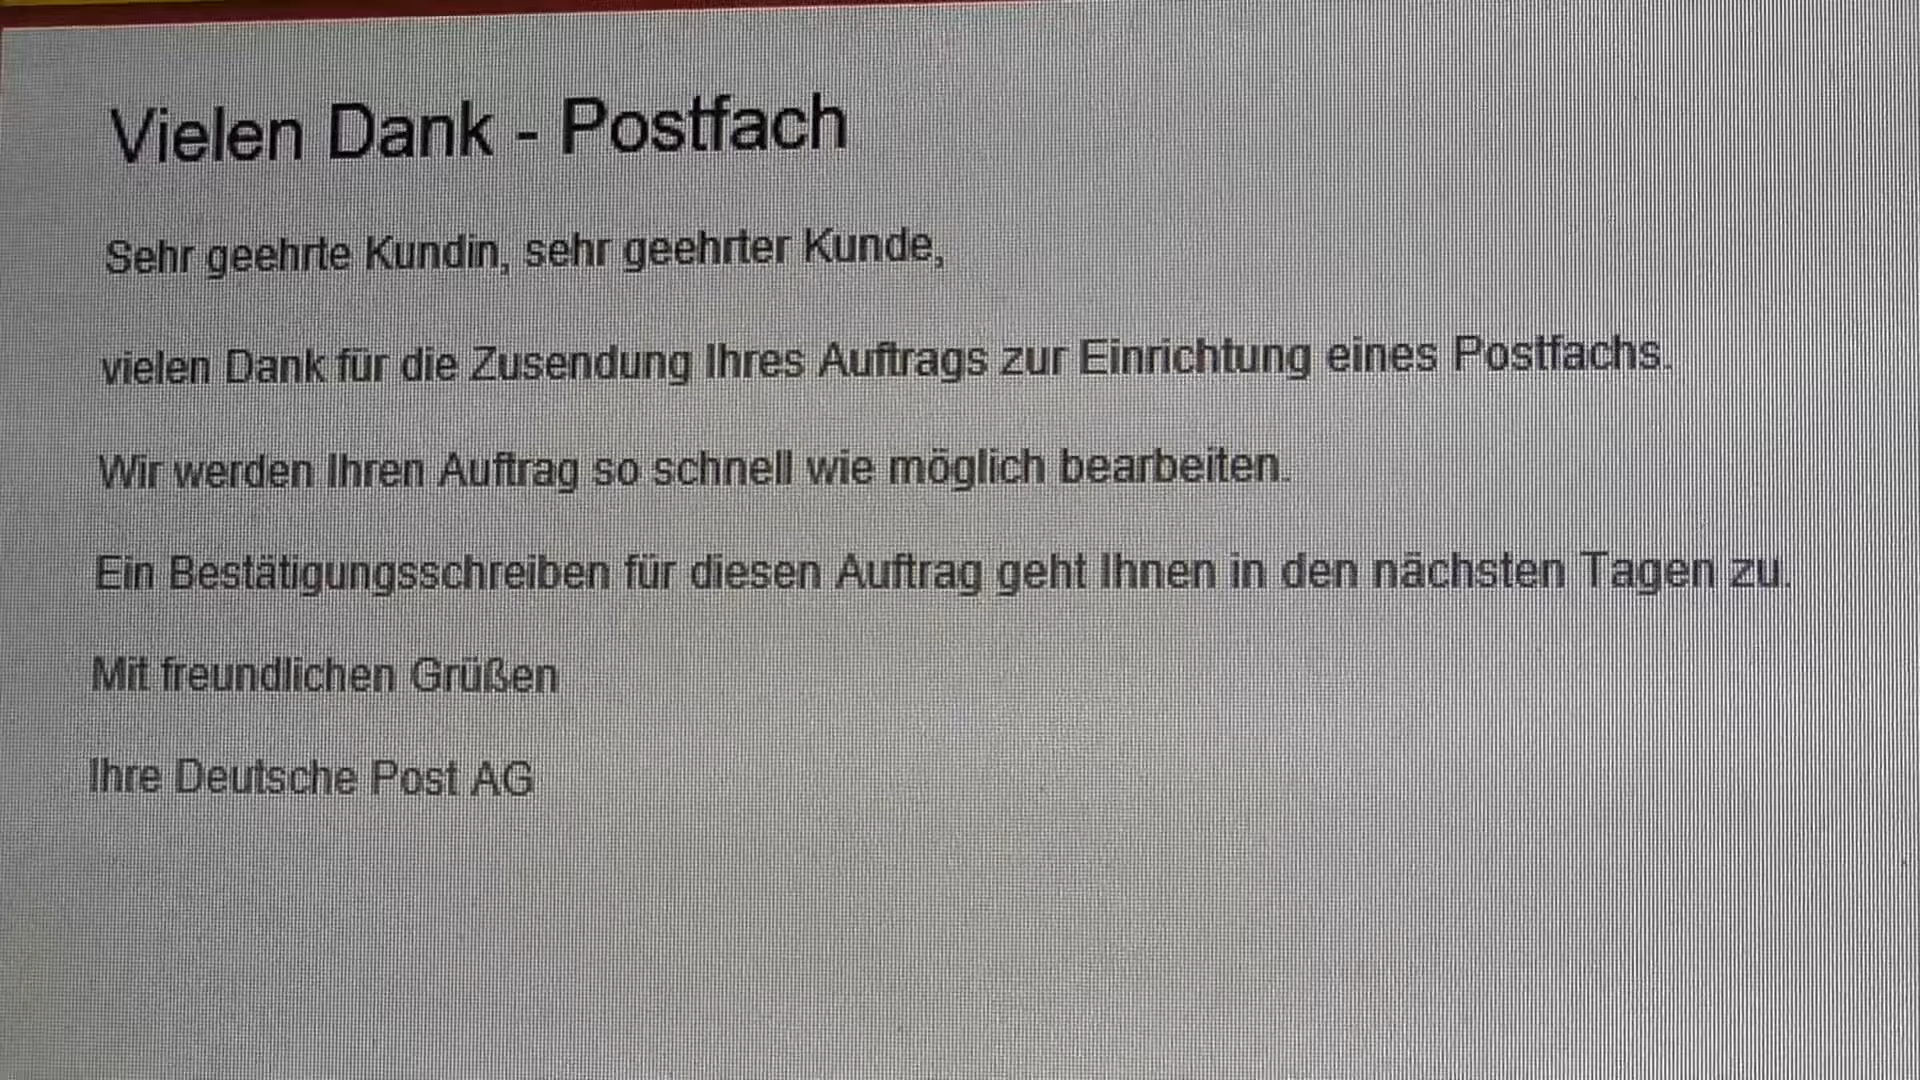 Vielen Dank - Postfach
Sehr geehrte Kundin, sehr geehrter Kunde,
vielen Dank für die Zusendung Ihres Auftrags zur Einrichtung eines Postfachs.
Wir werden Ihren Auftrag so schnell wie möglich bearbeiten.
Ein Bestätigungsschreiben für diesen Auftrag geht Ihnen in den nächsten Tagen zu.
Mit freundlichen Grüßen
Ihre Deutsche Post AG